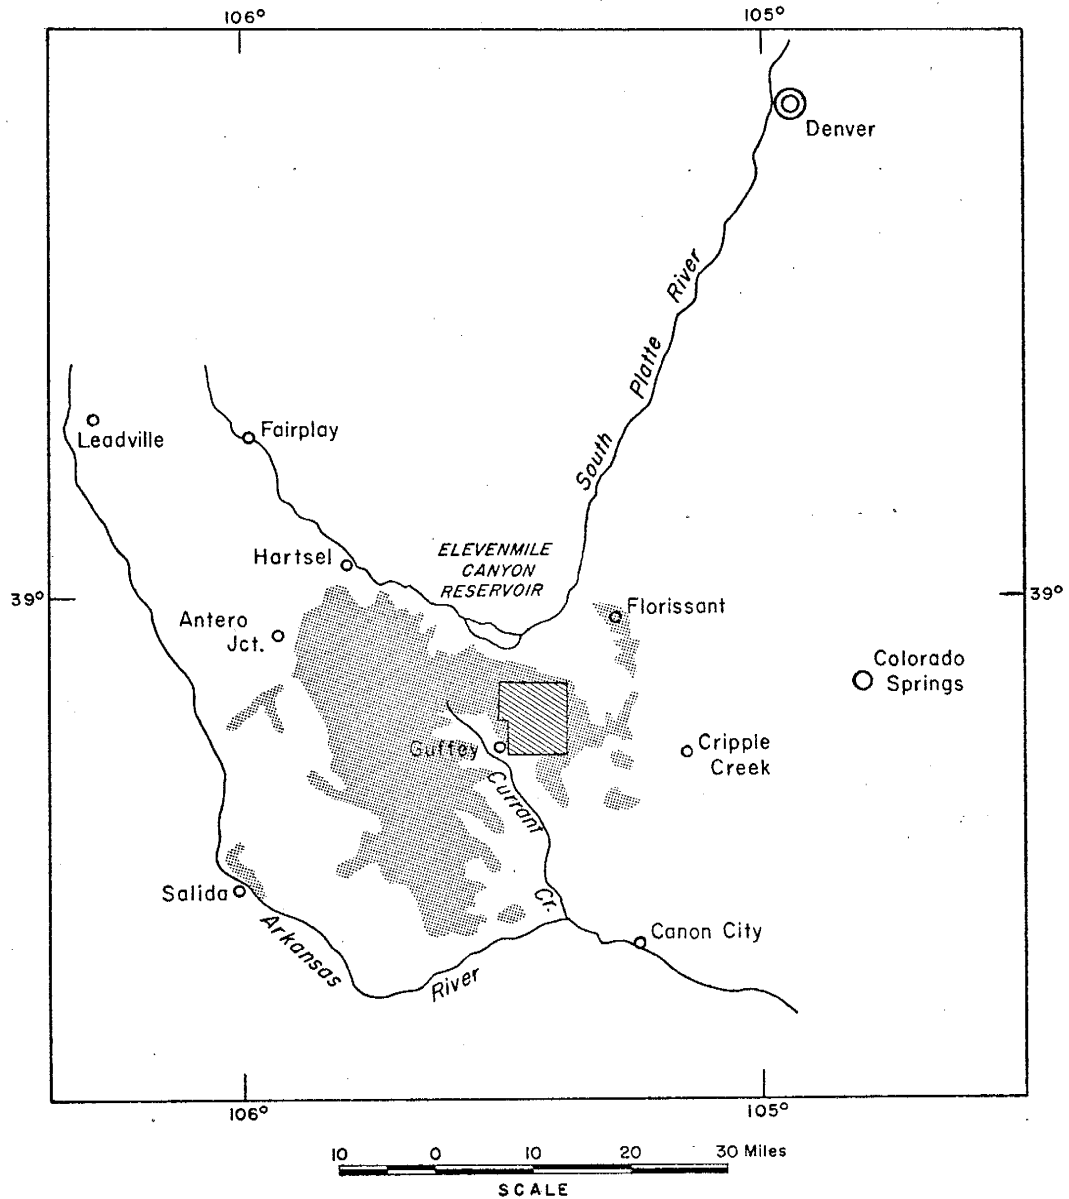 106°
105°
Denver
South Platte River
Leadville
Fairplay
Hartsel
ELEVENMILE
CANYON
RESERVOIR
39°
39°
Antero
Jct.
Florissant
Colorado
Springs
Guffey
Cripple
Creek
Currant Cr.
Salida
Canon City
Arkansas River
106°
105°
10 0 10 20 30 Miles
SCALE